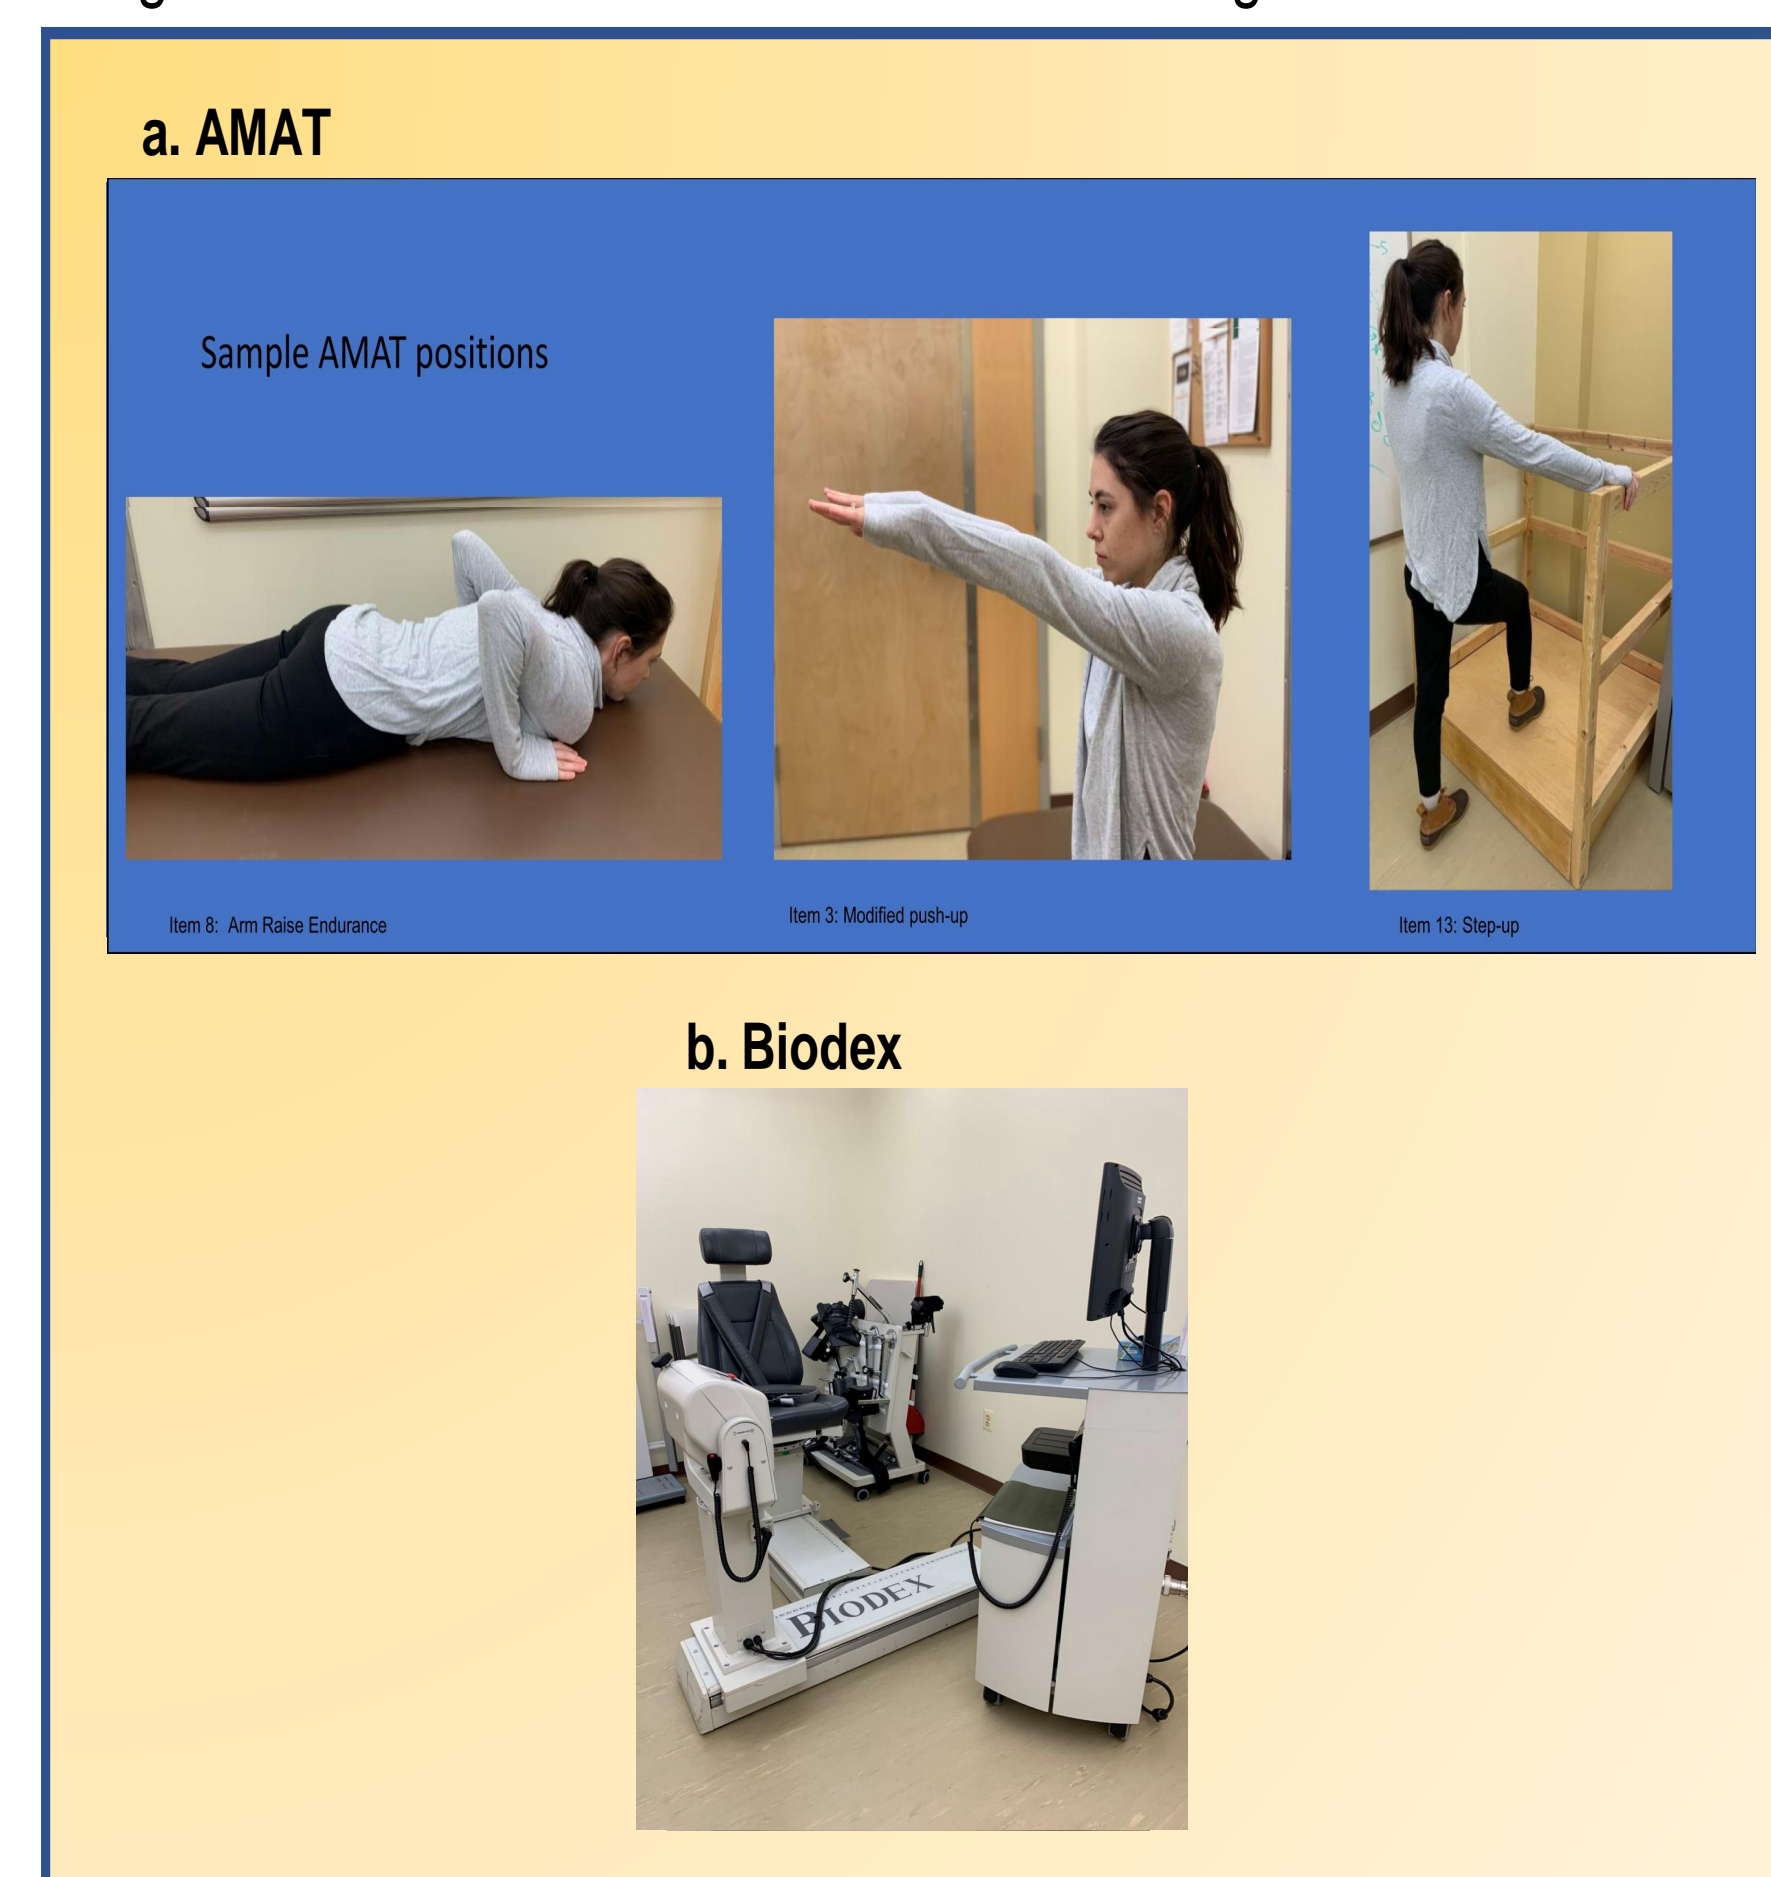 a. AMAT
Sample AMAT positions
Item 8: Arm Raise Endurance
Item 3: Modified push-up
Item 13: Step-up
b. Biodex
BIODEX